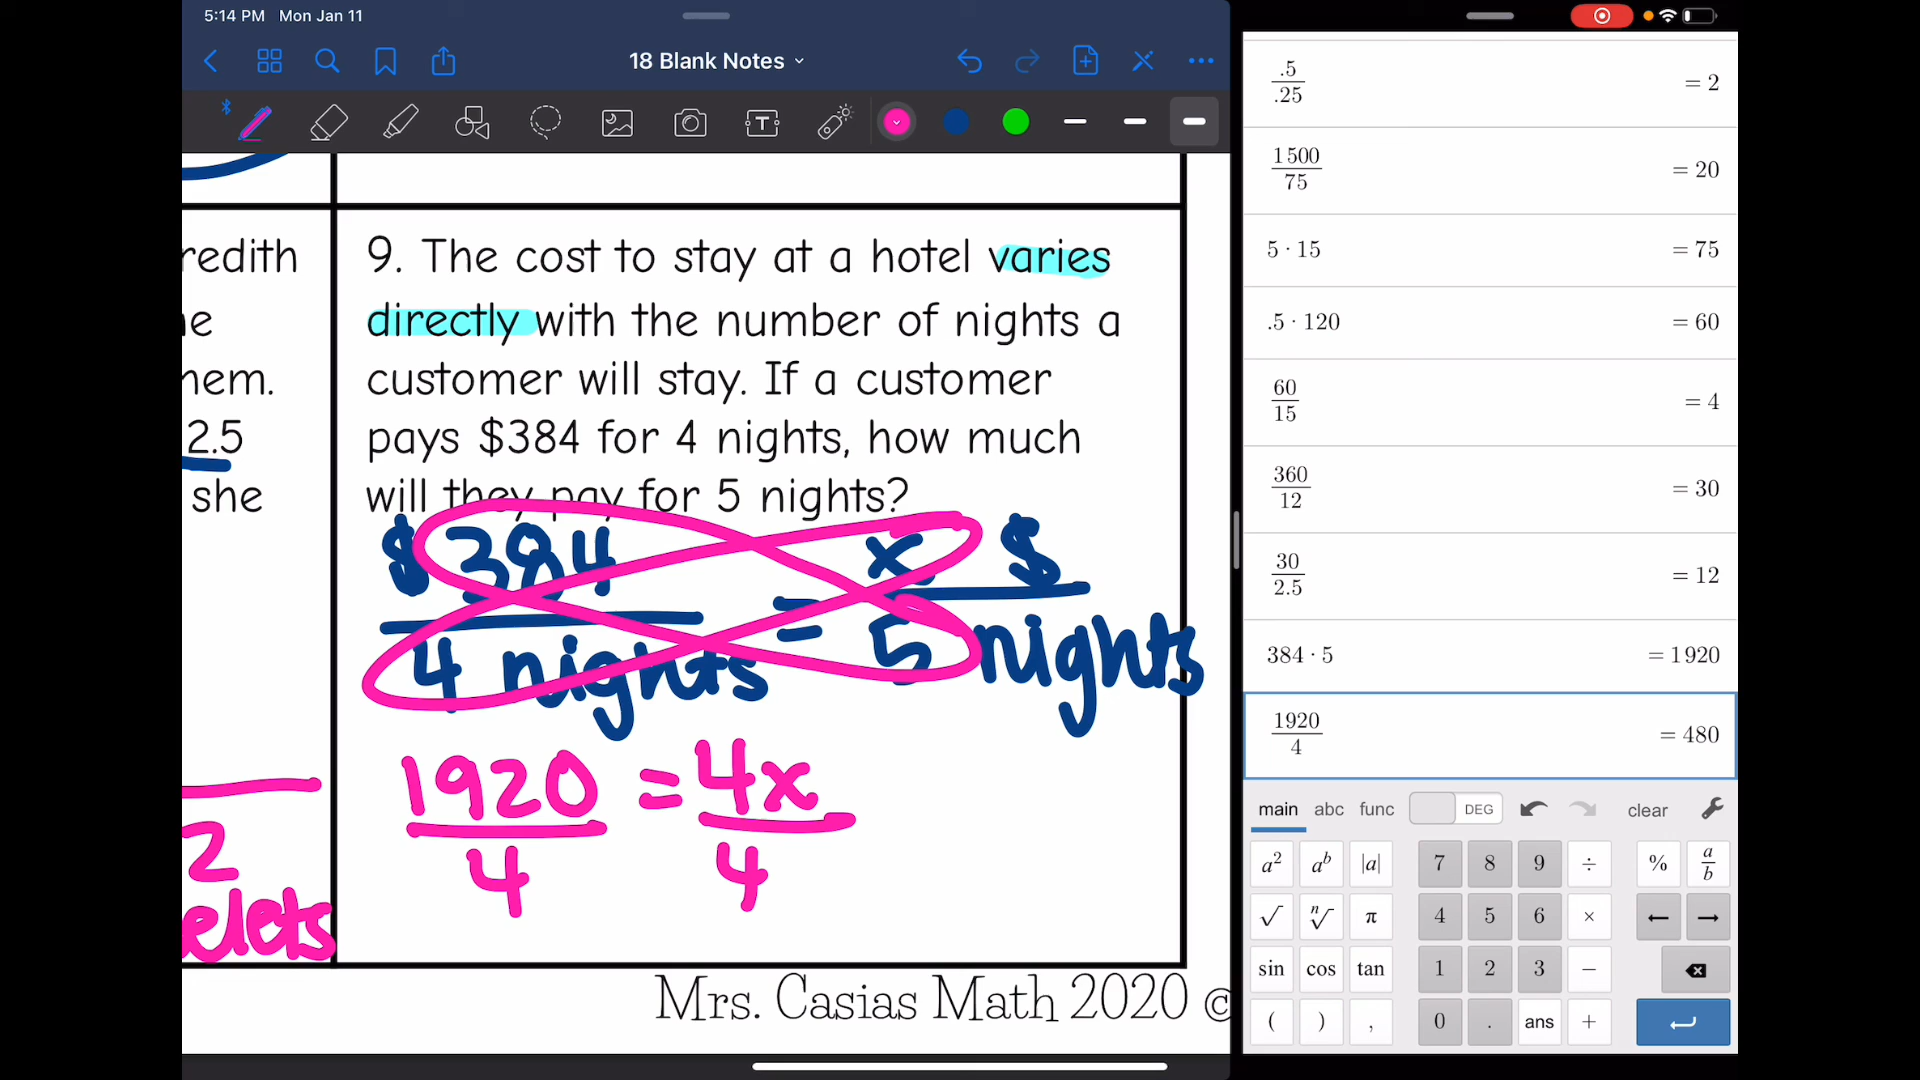 5:14 PM Mon Jan 11
18 Blank Notes
T
redith
hem.
2.5
she
2
elets
9. The cost to stay at a hotel varies
directly with the number of nights a
customer will stay. If a customer
pays $384 for 4 nights, how much
will they pay for 5 nights?
$384 = x $
4 nights 5 nights
1920 = 4x
4 4
Mrs. Casias Math 2020 ©
.5
.25
= 2
1500
75
= 20
5 · 15 = 75
.5 · 120 = 60
60
15
= 4
360
12
= 30
30
2.5
= 12
384 · 5 = 1920
1920
4
= 480
main abc func DEG clear
a² aᵇ |a| 7 8 9 ÷ % a/b
√ ⁿ√ π 4 5 6 × ← →
sin cos tan 1 2 3 −
( ) , 0 . ans +